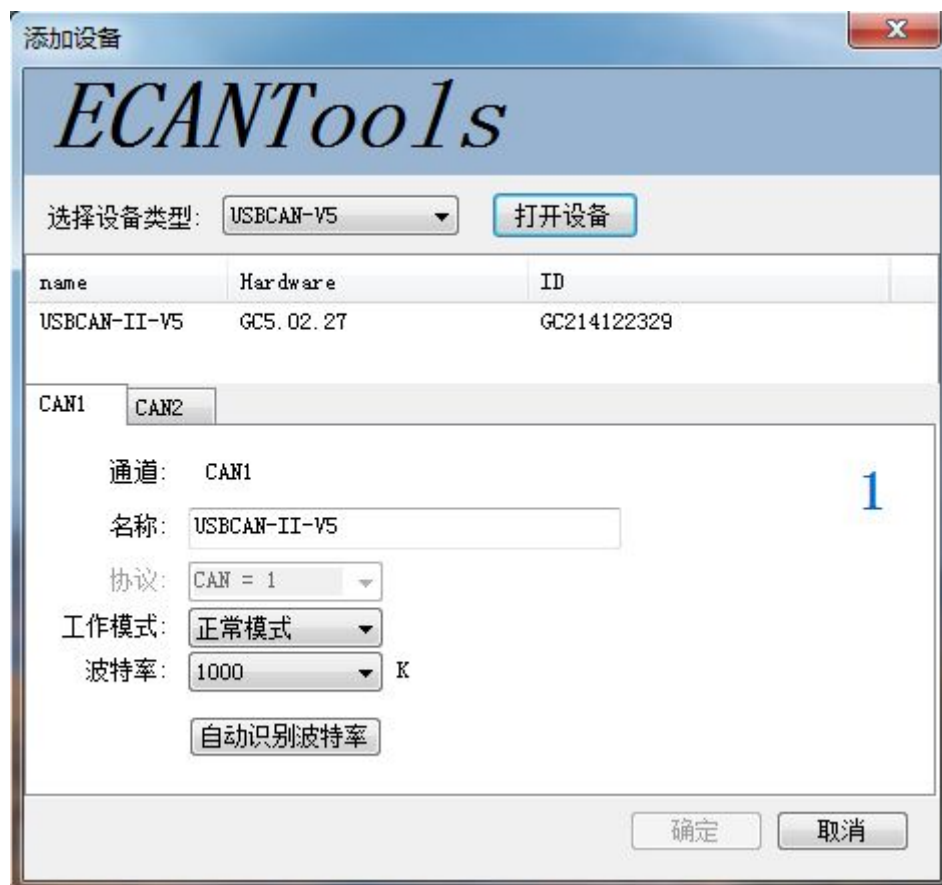 添加设备
ECANTools
选择设备类型: USBCAN-V5 打开设备
name Hardware ID
USBCAN-II-V5 GC5.02.27 GC214122329
CAN1 CAN2
通道: CAN1
1
名称: USBCAN-II-V5
协议: CAN = 1
工作模式: 正常模式
波特率: 1000 K
自动识别波特率
确定 取消